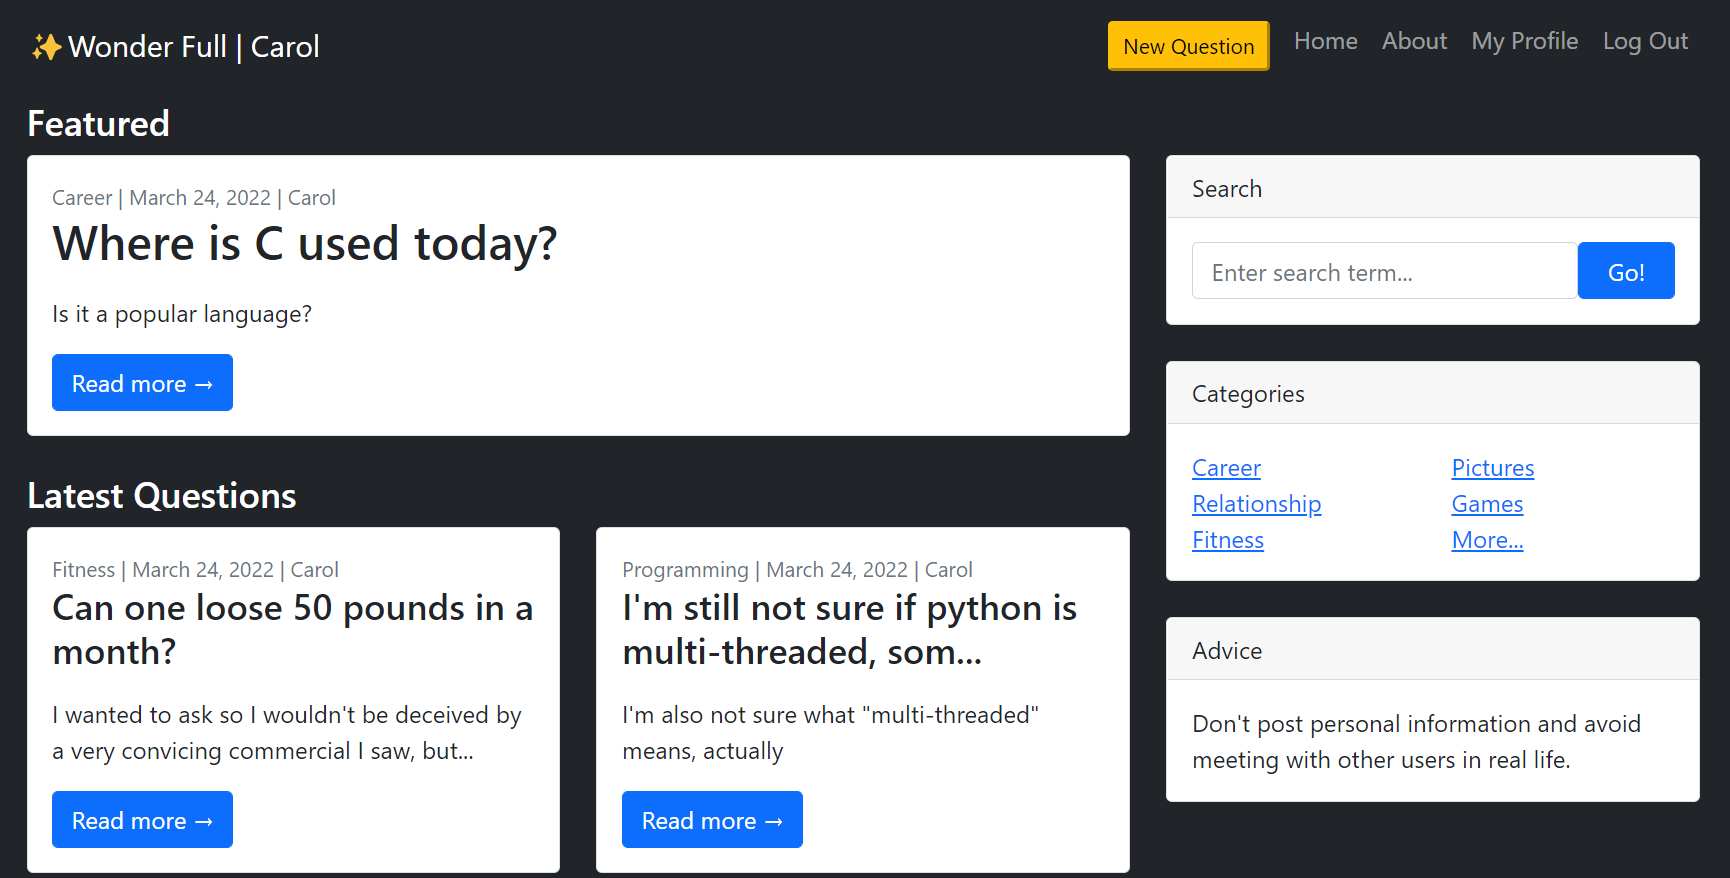 ✨Wonder Full | Carol
New Question
Home
About
My Profile
Log Out
Featured
Career | March 24, 2022 | Carol
Where is C used today?
Is it a popular language?
Read more →
Latest Questions
Fitness | March 24, 2022 | Carol
Can one loose 50 pounds in a
month?
I wanted to ask so I wouldn't be deceived by
a very convicing commercial I saw, but...
Read more →
Programming | March 24, 2022 | Carol
I'm still not sure if python is
multi-threaded, som...
I'm also not sure what "multi-threaded"
means, actually
Read more →
Search
Enter search term...
Go!
Categories
Career
Relationship
Fitness
Pictures
Games
More...
Advice
Don't post personal information and avoid
meeting with other users in real life.